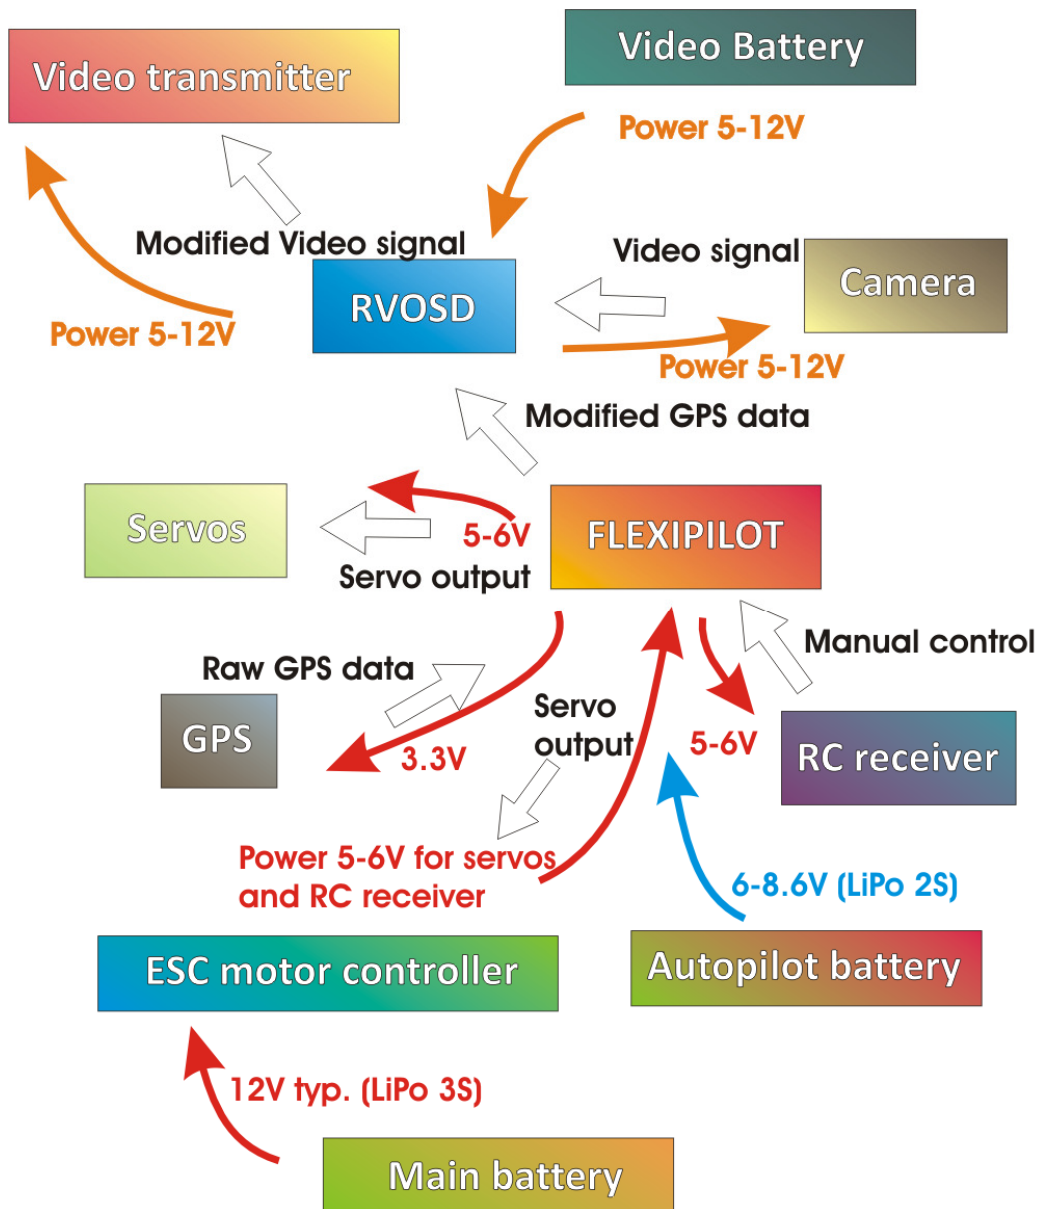 Video Battery
Video transmitter
Power 5-12V
Modified Video signal
Video signal
Camera
RVOSD
Power 5-12V
Power 5-12V
Modified GPS data
Servos
5-6V
FLEXIPILOT
Servo output
Manual control
Raw GPS data
Servo
output
GPS
3.3V
5-6V
RC receiver
Power 5-6V for servos
and RC receiver
6-8.6V (LiPo 2S)
ESC motor controller
Autopilot battery
12V typ. (LiPo 3S)
Main battery